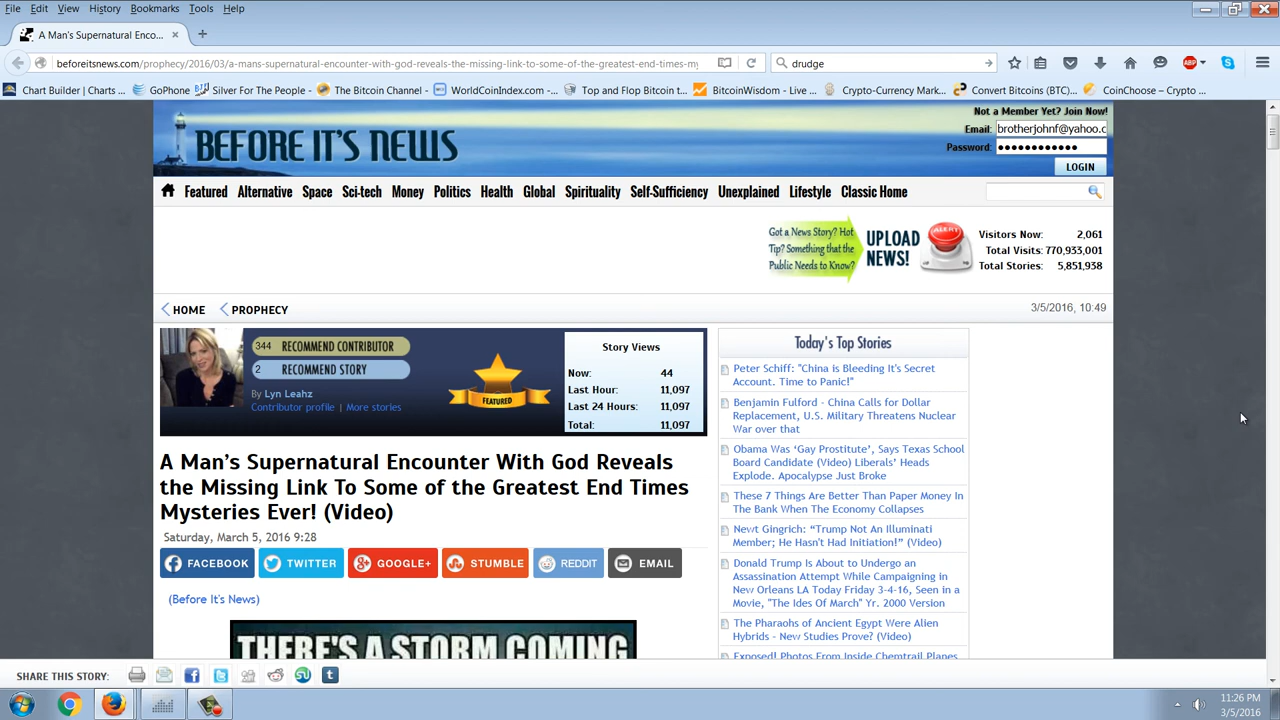 File Edit View History Bookmarks Tools Help
A Man's Supernatural Enco...
beforeitsnews.com/prophecy/2016/03/a-mans-supernatural-encounter-with-god-reveals-the-missing-link-to-some-of-the-greatest-end-times-my
drudge
ABP
Chart Builder | Charts ... GoPhone Silver For The People - The Bitcoin Channel - WorldCoinIndex.com - ... Top and Flop Bitcoin t... BitcoinWisdom - Live ... Crypto-Currency Mark... Convert Bitcoins (BTC)... CoinChoose - Crypto ...
Not a Member Yet? Join Now!
BEFORE IT'S NEWS
Email: brotherjohnf@yahoo.c
Password: ●●●●●●●●●●●●
LOGIN
Featured Alternative Space Sci-tech Money Politics Health Global Spirituality Self-Sufficiency Unexplained Lifestyle Classic Home
Got a News Story? Hot
Tip? Something that the
Public Needs to Know?
UPLOAD
NEWS!
ALERT
Visitors Now: 2,061
Total Visits: 770,933,001
Total Stories: 5,851,938
HOME PROPHECY
3/5/2016, 10:49
344 RECOMMEND CONTRIBUTOR
2 RECOMMEND STORY
By Lyn Leahz
Contributor profile | More stories
FEATURED
Story Views
Now: 44
Last Hour: 11,097
Last 24 Hours: 11,097
Total: 11,097
A Man's Supernatural Encounter With God Reveals
the Missing Link To Some of the Greatest End Times
Mysteries Ever! (Video)
Saturday, March 5, 2016 9:28
FACEBOOK TWITTER GOOGLE+ STUMBLE REDDIT EMAIL
(Before It's News)
THERE'S A STORM COMING
Today's Top Stories
Peter Schiff: "China is Bleeding It's Secret
Account. Time to Panic!"
Benjamin Fulford - China Calls for Dollar
Replacement, U.S. Military Threatens Nuclear
War over that
Obama Was ‘Gay Prostitute’, Says Texas School
Board Candidate (Video) Liberals’ Heads
Explode. Apocalypse Just Broke
These 7 Things Are Better Than Paper Money In
The Bank When The Economy Collapses
Newt Gingrich: “Trump Not An Illuminati
Member; He Hasn't Had Initiation!” (Video)
Donald Trump Is About to Undergo an
Assassination Attempt While Campaigning in
New Orleans LA Today Friday 3-4-16, Seen in a
Movie, "The Ides Of March" Yr. 2000 Version
The Pharaohs of Ancient Egypt Were Alien
Hybrids - New Studies Prove? (Video)
Exposed! Photos From Inside Chemtrail Planes
SHARE THIS STORY:
11:26 PM
3/5/2016